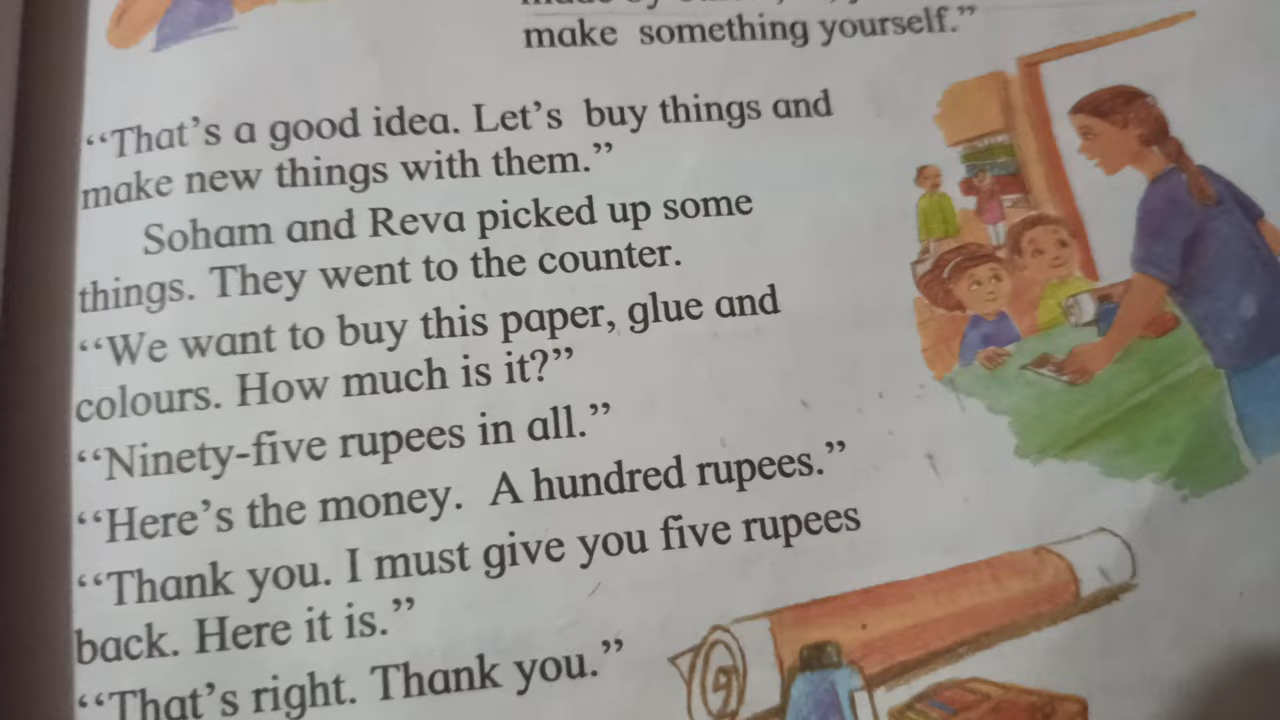 make something yourself.”
“That’s a good idea. Let’s buy things and
make new things with them.”
Soham and Reva picked up some
things. They went to the counter.
“We want to buy this paper, glue and
colours. How much is it?”
“Ninety-five rupees in all.”
“Here’s the money. A hundred rupees.”
“Thank you. I must give you five rupees
back. Here it is.”
“That’s right. Thank you.”